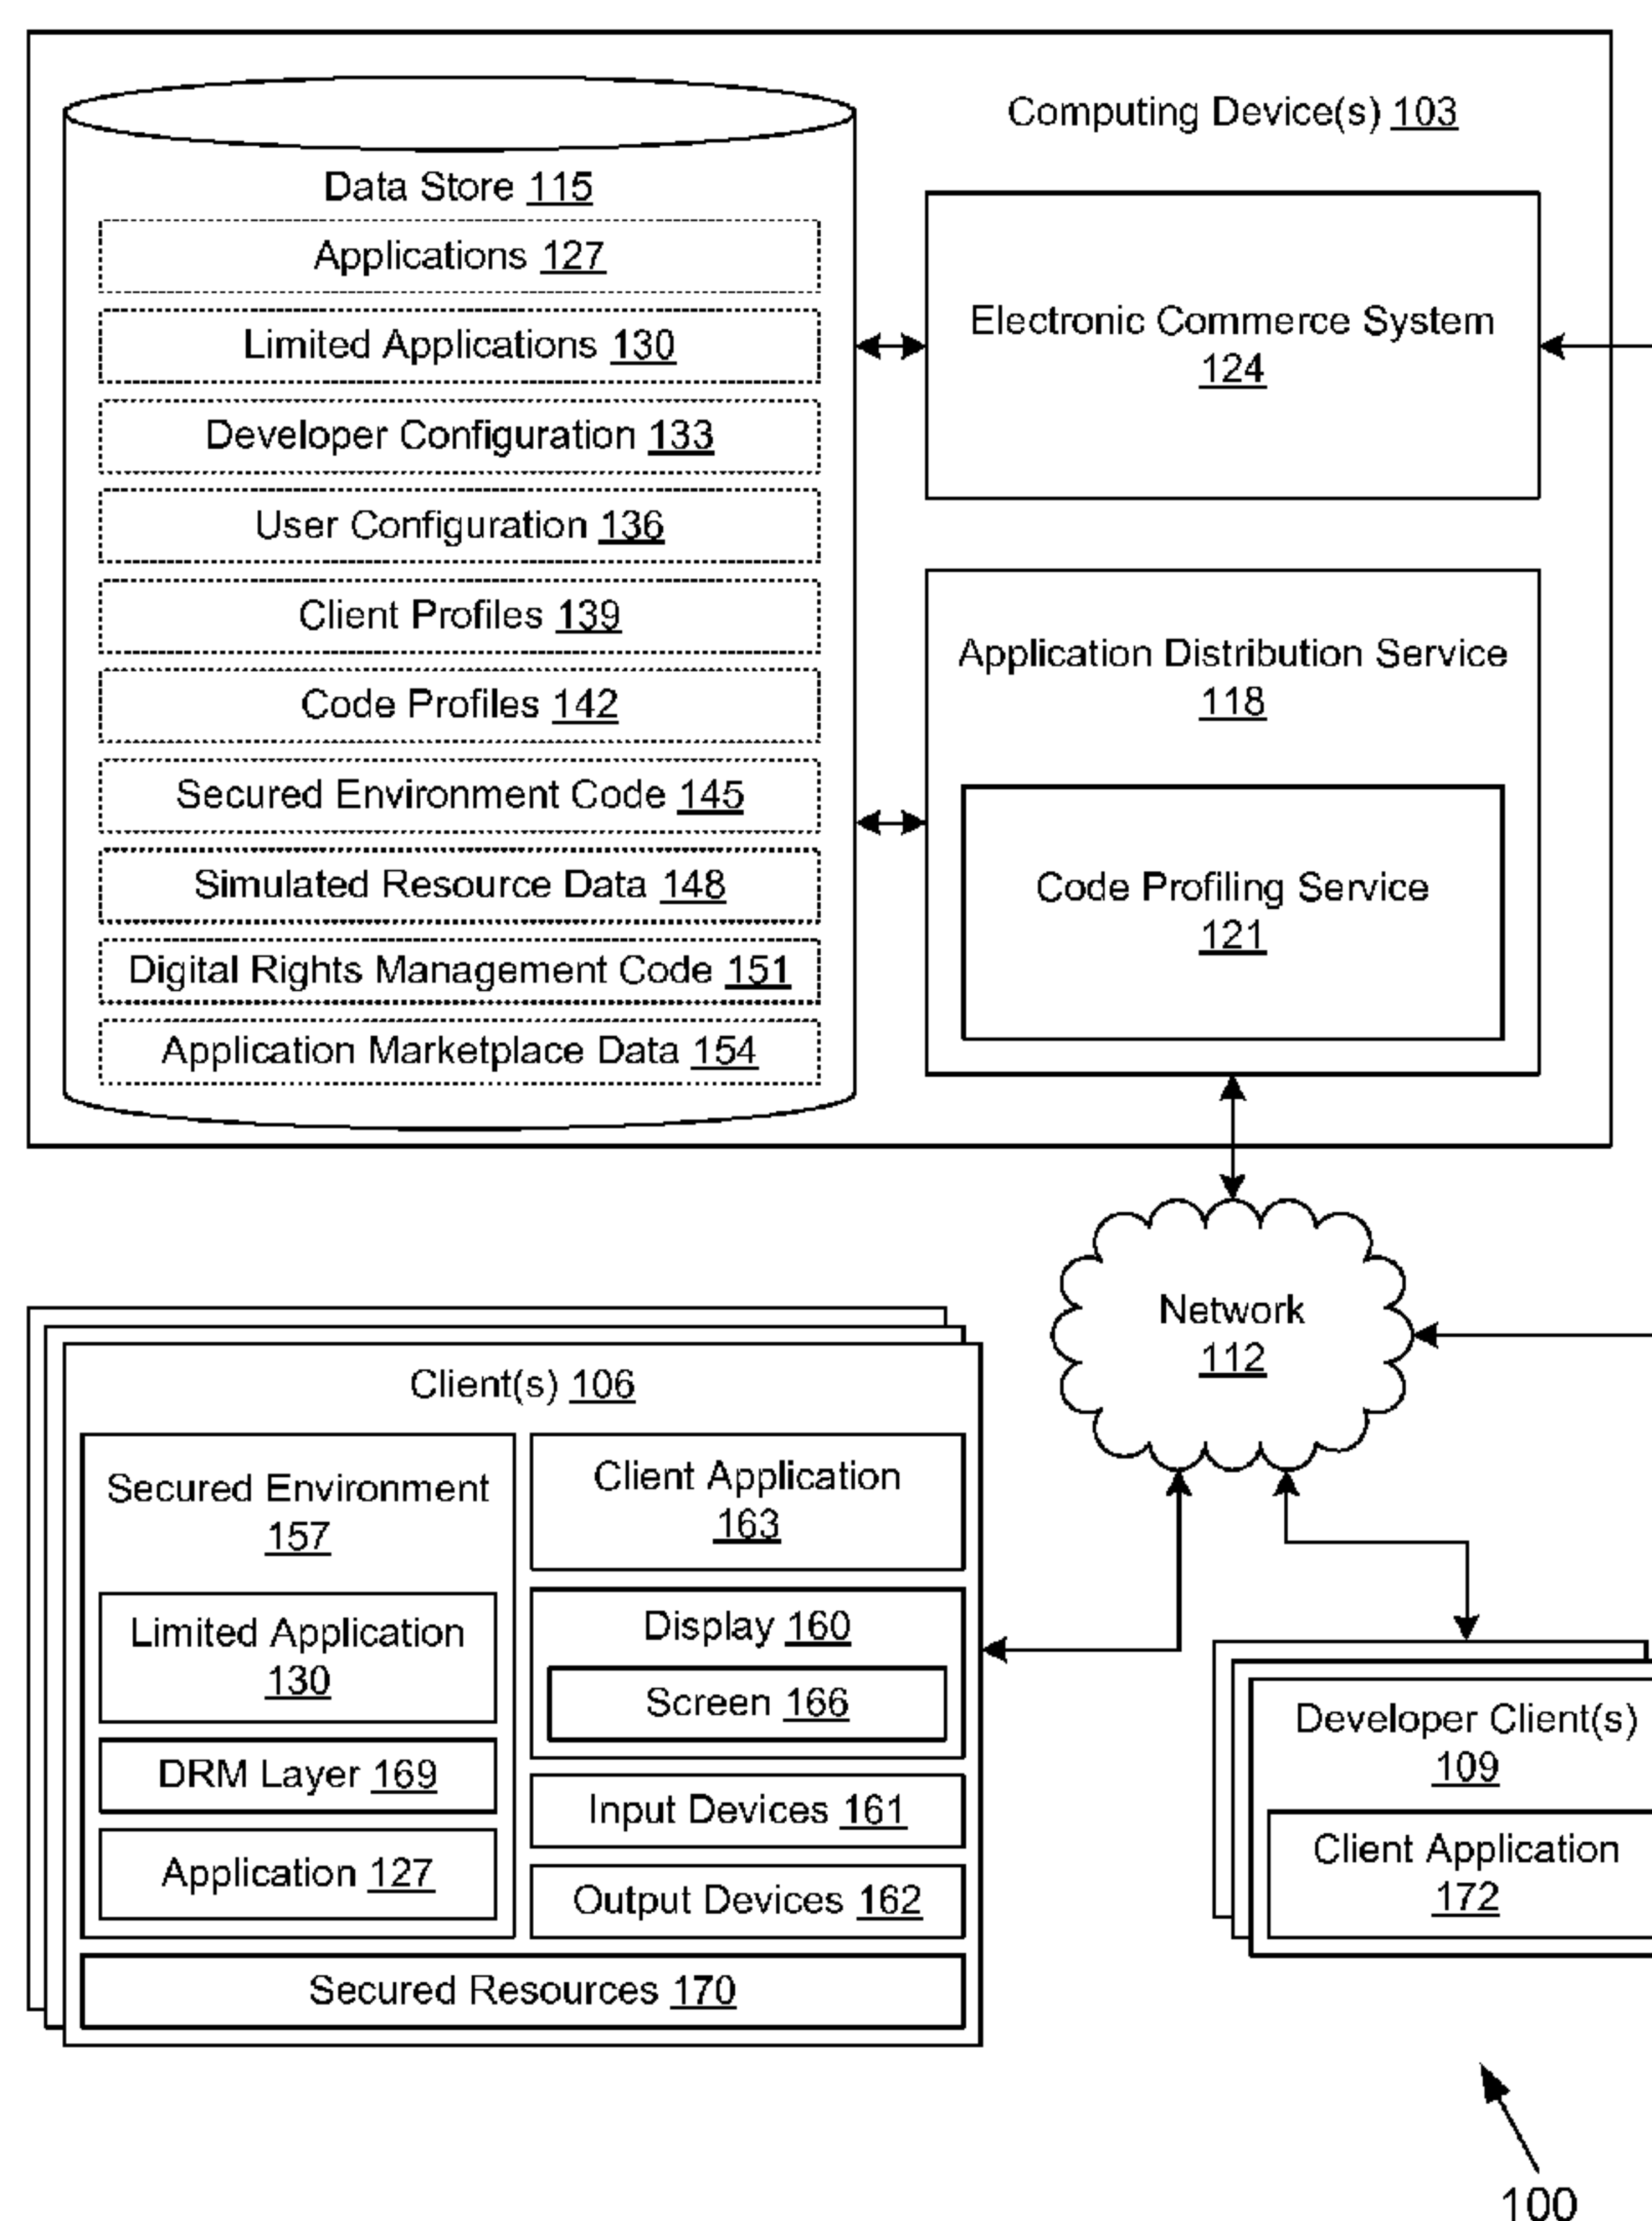 Computing Device(s) 103
Data Store 115
Applications 127
Limited Applications 130
Developer Configuration 133
User Configuration 136
Client Profiles 139
Code Profiles 142
Secured Environment Code 145
Simulated Resource Data 148
Digital Rights Management Code 151
Application Marketplace Data 154
Electronic Commerce System
124
Application Distribution Service
118
Code Profiling Service
121
Network
112
Client(s) 106
Secured Environment
157
Limited Application
130
DRM Layer 169
Application 127
Client Application
163
Display 160
Screen 166
Input Devices 161
Output Devices 162
Secured Resources 170
Developer Client(s)
109
Client Application
172
100